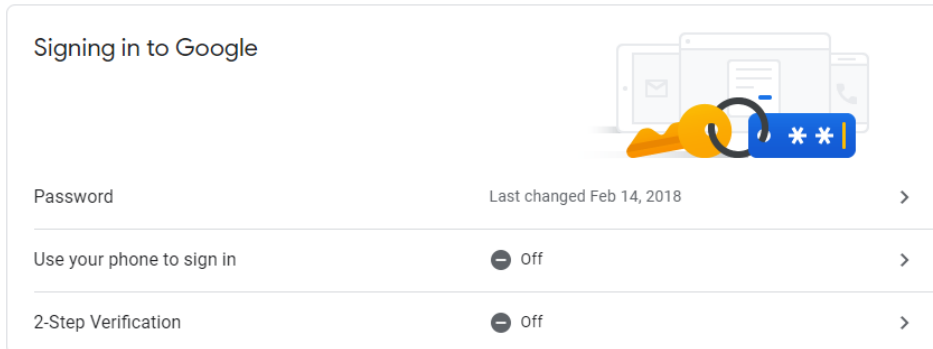 Signing in to Google
**
Password Last changed Feb 14, 2018
Use your phone to sign in Off
2-Step Verification Off